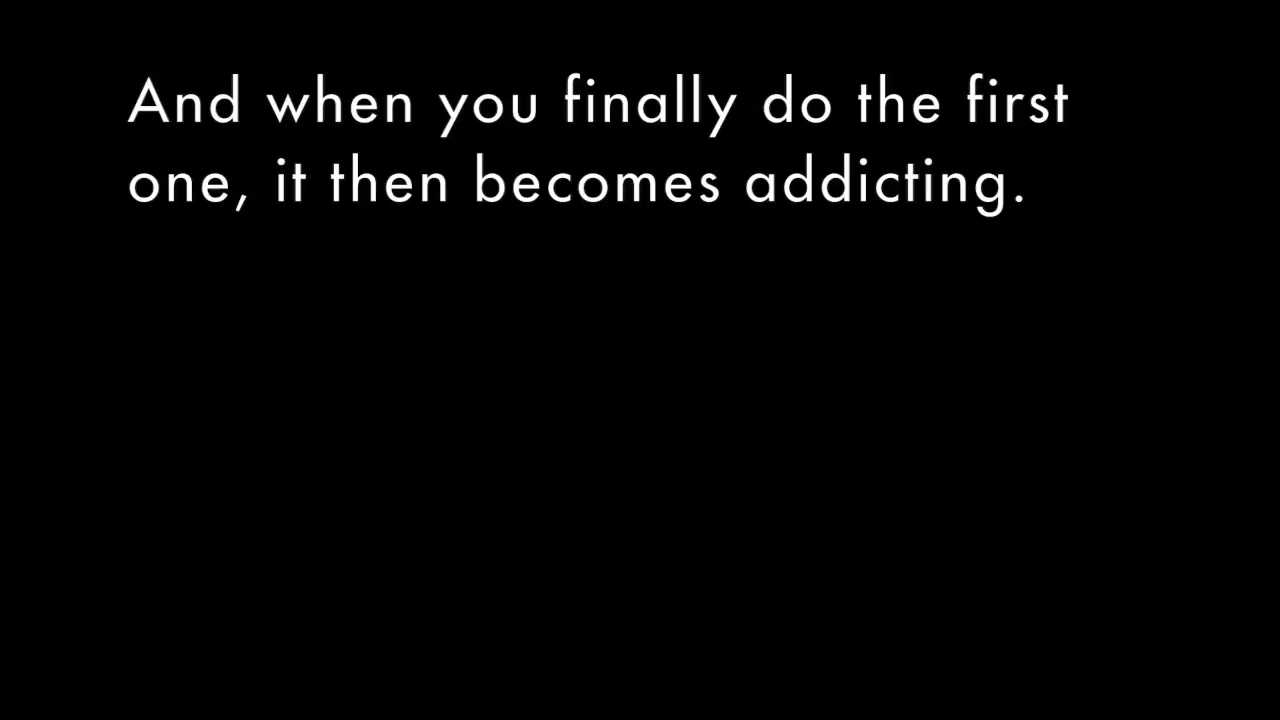 And when you finally do the first
one, it then becomes addicting.